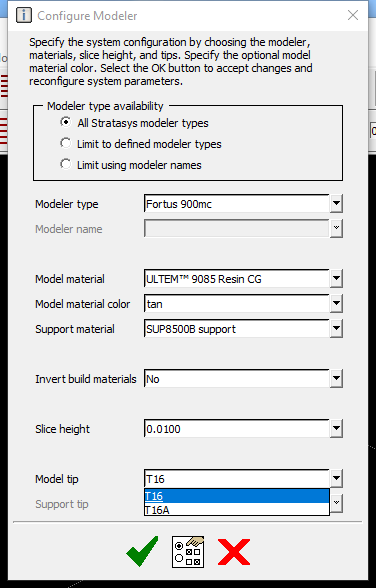 Configure Modeler
Specify the system configuration by choosing the modeler,
materials, slice height, and tips. Specify the optional model
material color. Select the OK button to accept changes and
reconfigure system parameters.
Modeler type availability
All Stratasys modeler types
Limit to defined modeler types
Limit using modeler names
Modeler type Fortus 900mc
Modeler name
Model material ULTEM™ 9085 Resin CG
Model material color tan
Support material SUP8500B support
Invert build materials No
Slice height 0.0100
Model tip T16
T16
Support tip T16A